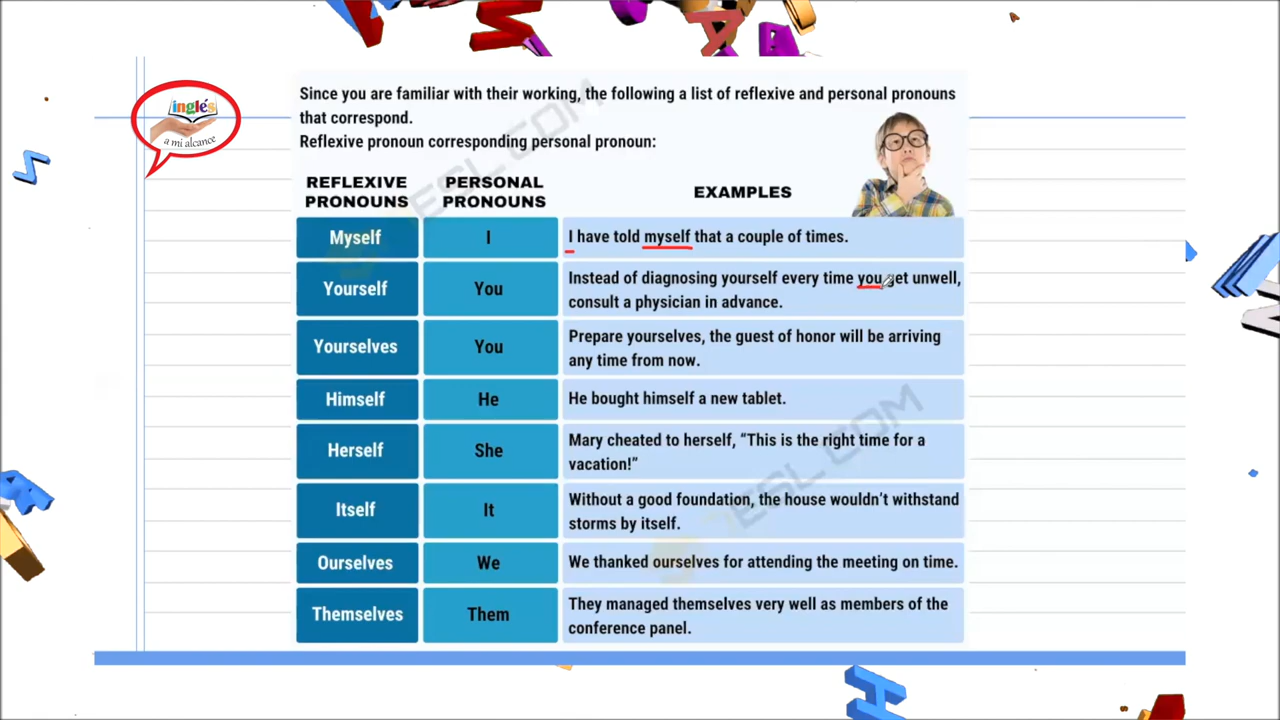 inglés
a mi alcance
Since you are familiar with their working, the following a list of reflexive and personal pronouns
that correspond.
Reflexive pronoun corresponding personal pronoun:
REFLEXIVE PRONOUNS PERSONAL PRONOUNS EXAMPLES
Myself I I have told myself that a couple of times.
Yourself You Instead of diagnosing yourself every time you get unwell,
consult a physician in advance.
Yourselves You Prepare yourselves, the guest of honor will be arriving
any time from now.
Himself He He bought himself a new tablet.
Herself She Mary cheated to herself, “This is the right time for a
vacation!”
Itself It Without a good foundation, the house wouldn’t withstand
storms by itself.
Ourselves We We thanked ourselves for attending the meeting on time.
Themselves Them They managed themselves very well as members of the
conference panel.
7ESL.COM
7ESL.COM